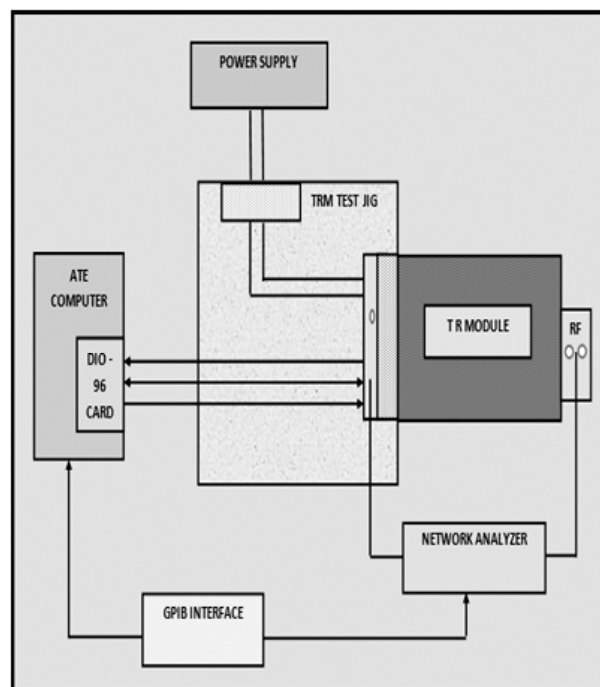 POWER SUPPLY
TRM TEST JIG
ATE
COMPUTER
DIO -
96
CARD
T R MODULE
RF
NETWORK ANALYZER
GPIB INTERFACE